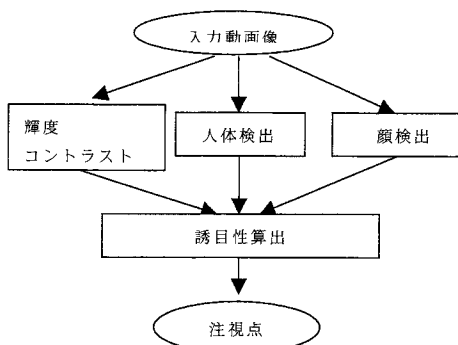 入力動画像
輝度
コントラスト
人体検出
顔検出
誘目性算出
注視点